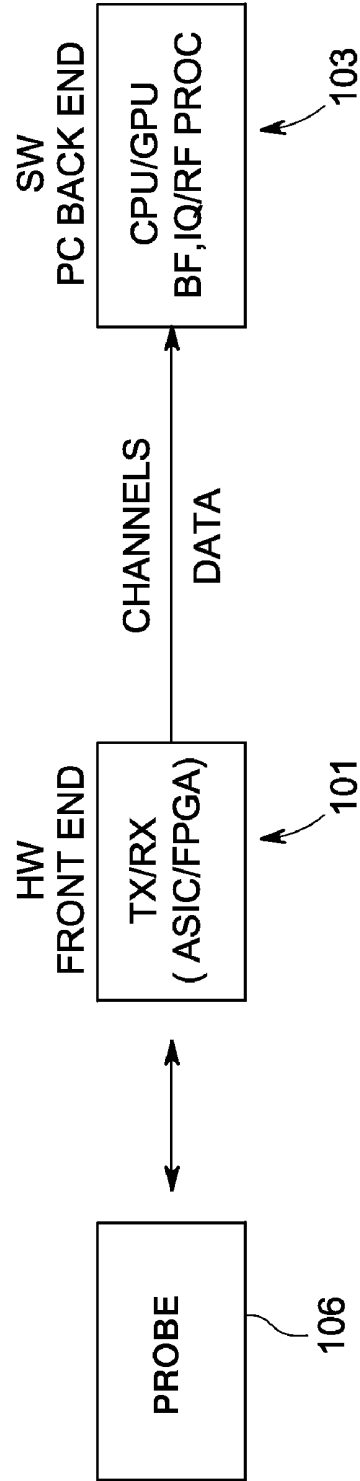 PROBE
106
HW
FRONT END
TX/RX
( ASIC/FPGA)
101
CHANNELS
DATA
SW
PC BACK END
CPU/GPU
BF,IQ/RF PROC
103